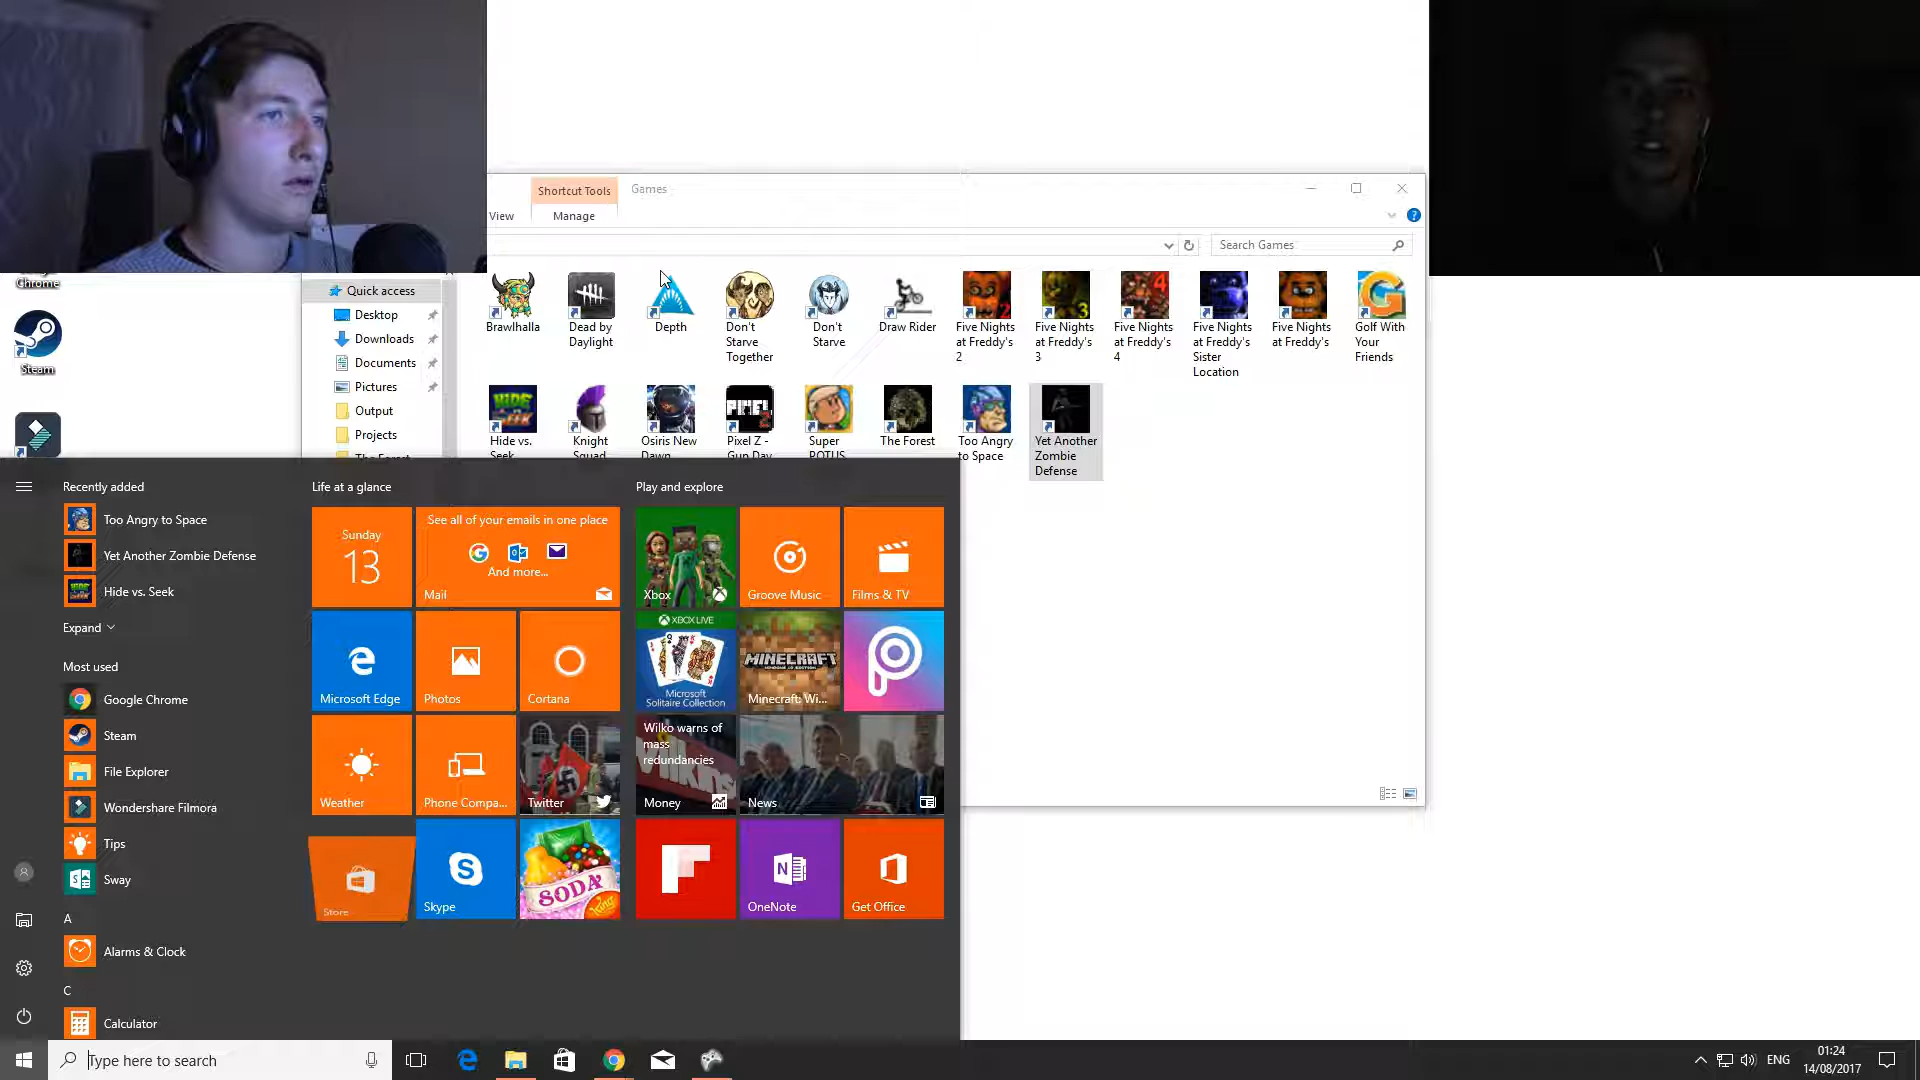 Shortcut Tools
Games
View
Manage
Search Games
Chrome
Steam
Quick access
Desktop
Downloads
Documents
Pictures
Output
Projects
Brawlhalla
Dead by
Daylight
Depth
Don't
Starve
Together
Don't
Starve
Draw Rider
Five Nights
at Freddy's
2
Five Nights
at Freddy's
3
Five Nights
at Freddy's
4
Five Nights
at Freddy's
Sister
Location
Five Nights
at Freddy's
Golf With
Your
Friends
Hide vs.
Seek
Knight
Squad
Osiris New
Dawn
Pixel Z -
Gun Day
Super
POTUS
The Forest
Too Angry
to Space
Yet Another
Zombie
Defense
Recently added
Too Angry to Space
Yet Another Zombie Defense
Hide vs. Seek
Expand
Most used
Google Chrome
Steam
File Explorer
Wondershare Filmora
Tips
Sway
A
Alarms & Clock
C
Calculator
Life at a glance
Sunday
13
See all of your emails in one place
And more...
Mail
Microsoft Edge
Photos
Cortana
Weather
Phone Compa...
Twitter
Store
Skype
SODA
King
Play and explore
Xbox
Groove Music
Films & TV
XBOX LIVE
Microsoft
Solitaire Collection
MINECRAFT
Minecraft: Wi...
Wilko warns of
mass
redundancies
Money
News
OneNote
Get Office
Type here to search
ENG
01:24
14/08/2017